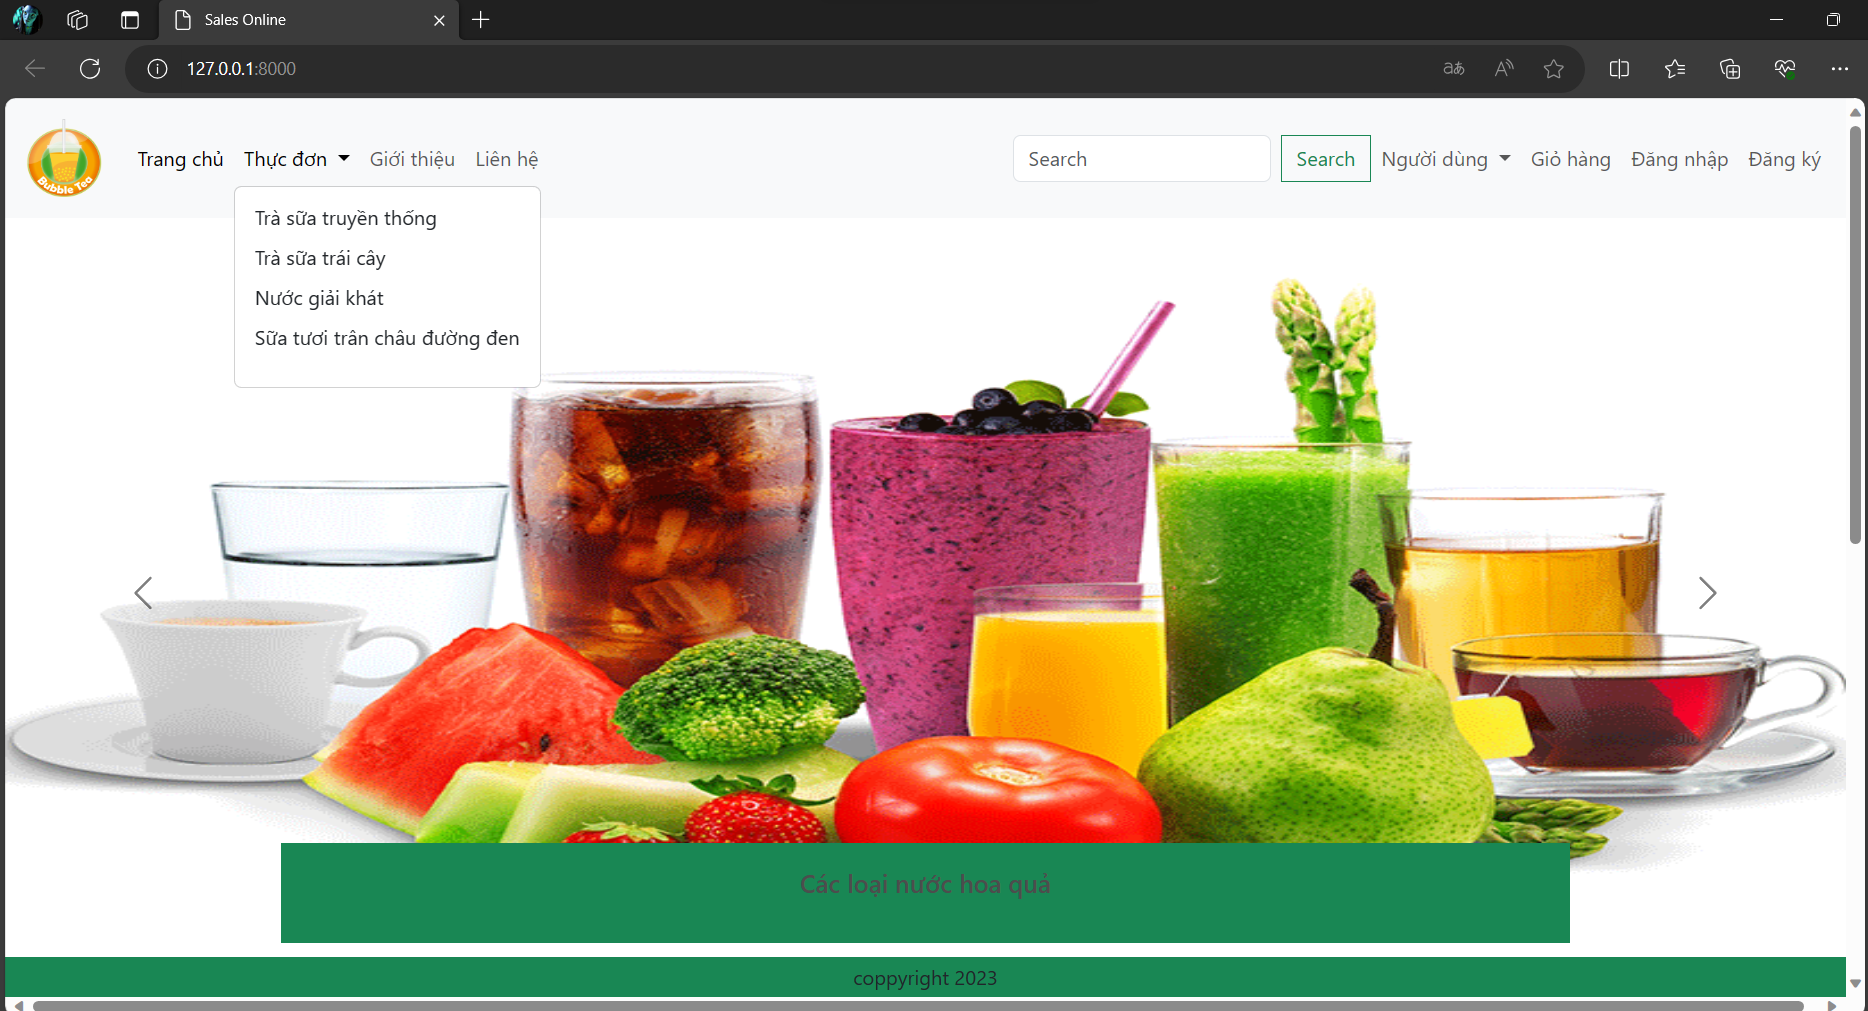 Sales Online
127.0.0.1:8000
Bubble Tea
Trang chủ Thực đơn Giới thiệu Liên hệ
Search Search Người dùng Giỏ hàng Đăng nhập Đăng ký
Trà sữa truyền thống
Trà sữa trái cây
Nước giải khát
Sữa tươi trân châu đường đen
Các loại nước hoa quả
coppyright 2023